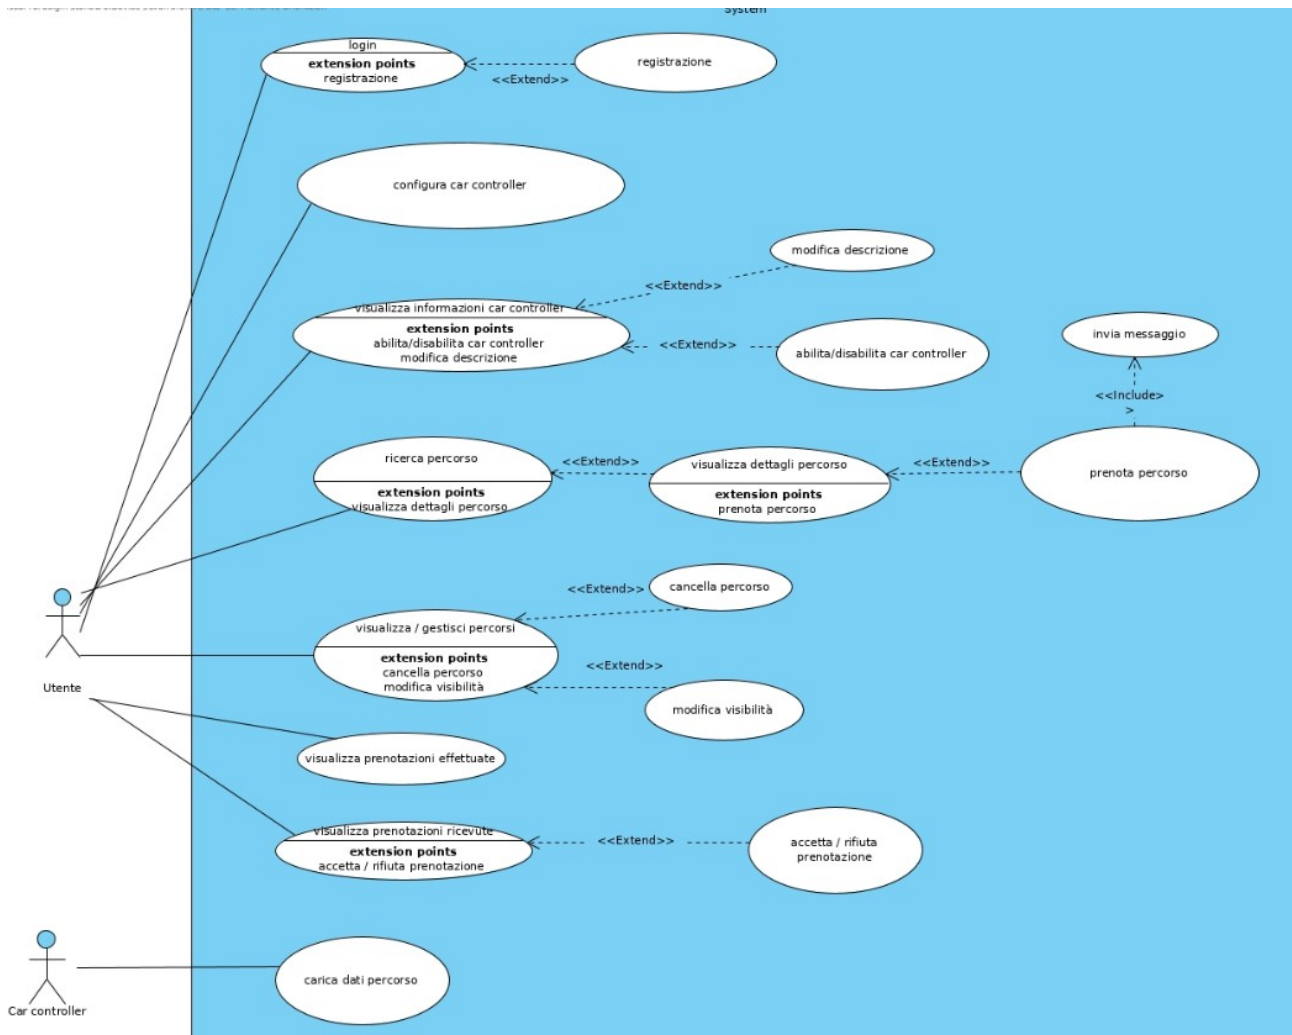 System
login
extension points
registrazione
<<Extend>>
registrazione
configura car controller
modifica descrizione
<<Extend>>
visualizza informazioni car controller
extension points
abilita/disabilita car controller
modifica descrizione
<<Extend>>
abilita/disabilita car controller
invia messaggio
<<Include>
>
ricerca percorso
extension points
visualizza dettagli percorso
<<Extend>>
visualizza dettagli percorso
extension points
prenota percorso
<<Extend>>
prenota percorso
<<Extend>>
cancella percorso
visualizza / gestisci percorsi
extension points
cancella percorso
modifica visibilità
<<Extend>>
modifica visibilità
Utente
visualizza prenotazioni effettuate
visualizza prenotazioni ricevute
extension points
accetta / rifiuta prenotazione
<<Extend>>
accetta / rifiuta
prenotazione
carica dati percorso
Car controller